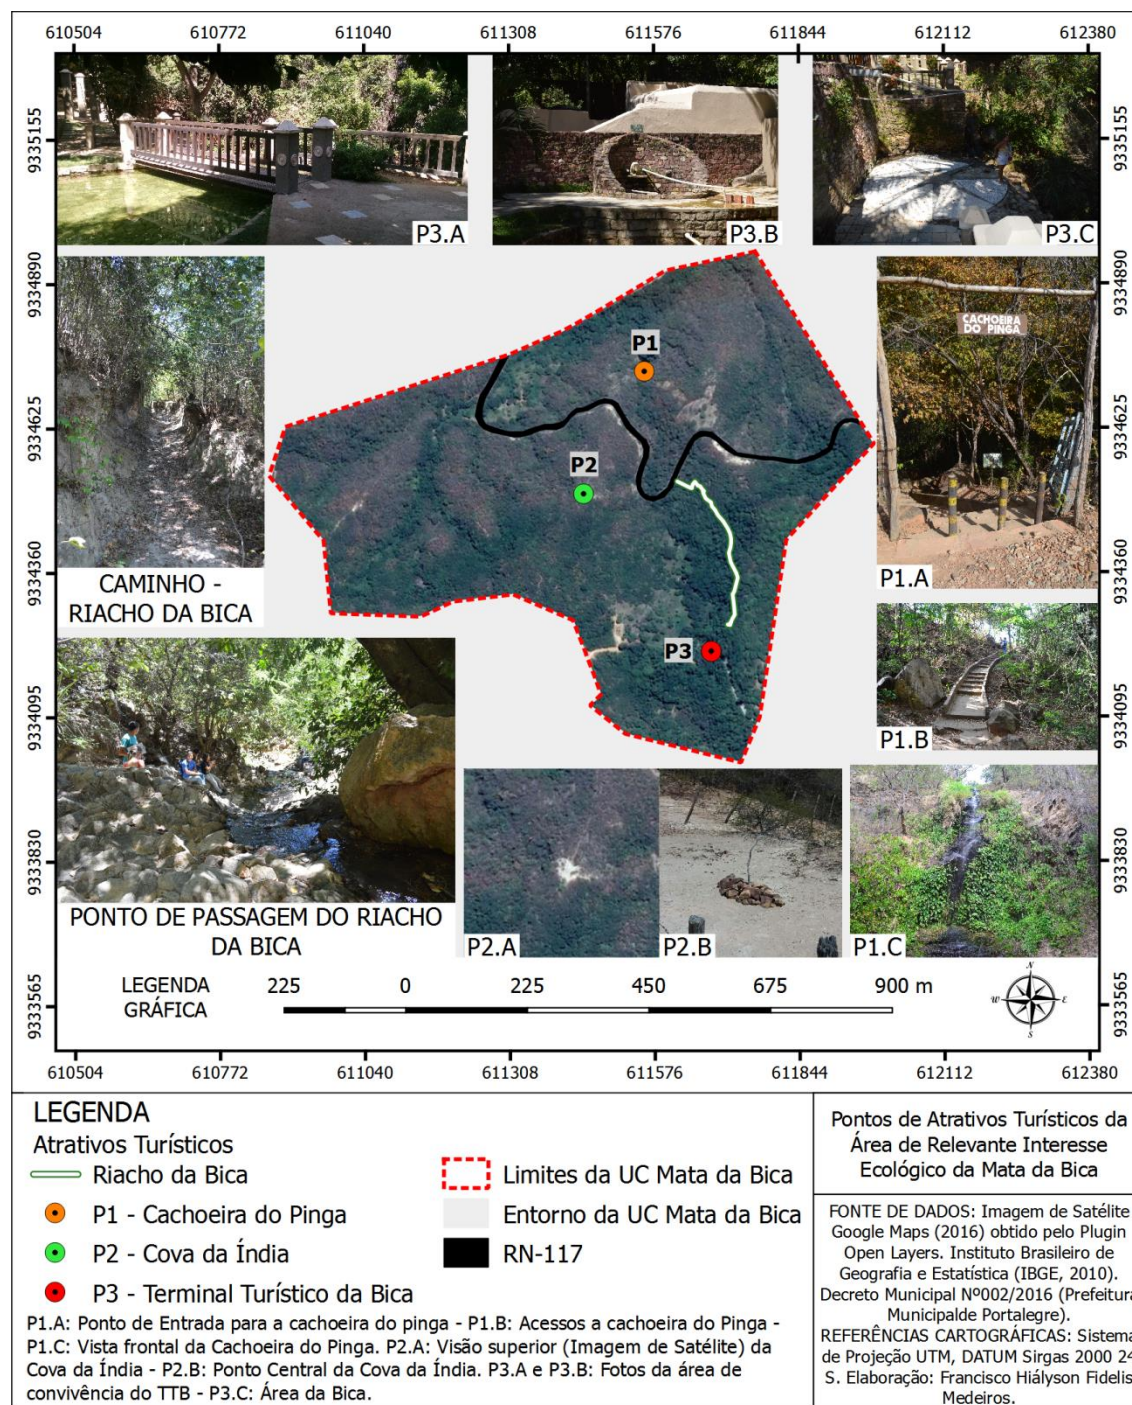 610504 610772 611040 611308 611576 611844 612112 612380
9335155 9335155
P3.A
P3.B
P3.C
9334890 9334890
CACHOEIRA
DO PINGA
P1
9334625 9334625
P2
9334360 9334360
P1.A
CAMINHO -
RIACHO DA BICA
P3
9334095 9334095
P1.B
9333830 9333830
PONTO DE PASSAGEM DO RIACHO
DA BICA
P2.A
P2.B
P1.C
LEGENDA
GRÁFICA
225 0 225 450 675 900 m
N
W E
S
9333565 9333565
610504 610772 611040 611308 611576 611844 612112 612380
LEGENDA
Atrativos Turísticos
Riacho da Bica
P1 - Cachoeira do Pinga
P2 - Cova da Índia
P3 - Terminal Turístico da Bica
Limites da UC Mata da Bica
Entorno da UC Mata da Bica
RN-117
P1.A: Ponto de Entrada para a cachoeira do pinga - P1.B: Acessos a cachoeira do Pinga -
P1.C: Vista frontal da Cachoeira do Pinga. P2.A: Visão superior (Imagem de Satélite) da
Cova da Índia - P2.B: Ponto Central da Cova da Índia. P3.A e P3.B: Fotos da área de
convivência do TTB - P3.C: Área da Bica.
Pontos de Atrativos Turísticos da
Área de Relevante Interesse
Ecológico da Mata da Bica
FONTE DE DADOS: Imagem de Satélite
Google Maps (2016) obtido pelo Plugin
Open Layers. Instituto Brasileiro de
Geografia e Estatística (IBGE, 2010).
Decreto Municipal Nº002/2016 (Prefeitura
Municipalde Portalegre).
REFERÊNCIAS CARTOGRÁFICAS: Sistema
de Projeção UTM, DATUM Sirgas 2000 24
S. Elaboração: Francisco Hiályson Fidelis
Medeiros.